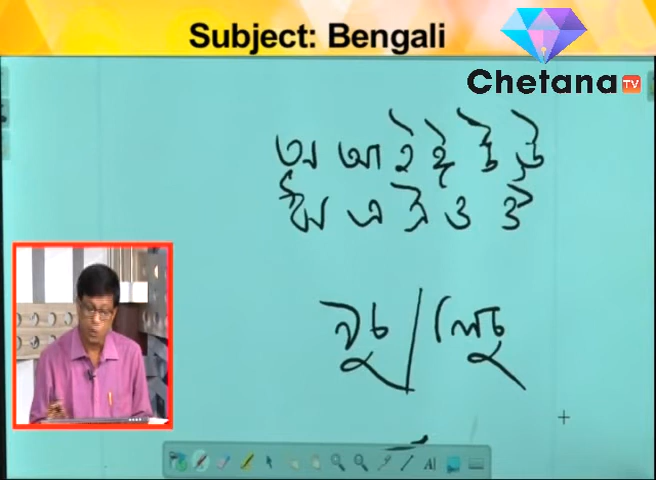 Subject: Bengali
Chetana TV
অ আ ই ঈ উ ঊ
ঋ এ ঐ ও ঔ